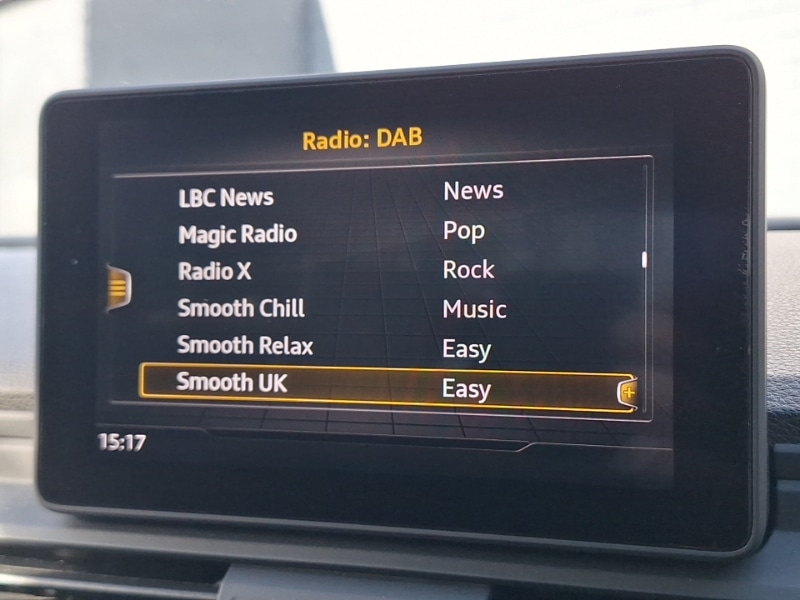 Radio: DAB
LBC News News
Magic Radio Pop
Radio X Rock
Smooth Chill Music
Smooth Relax Easy
Smooth UK Easy
15:17